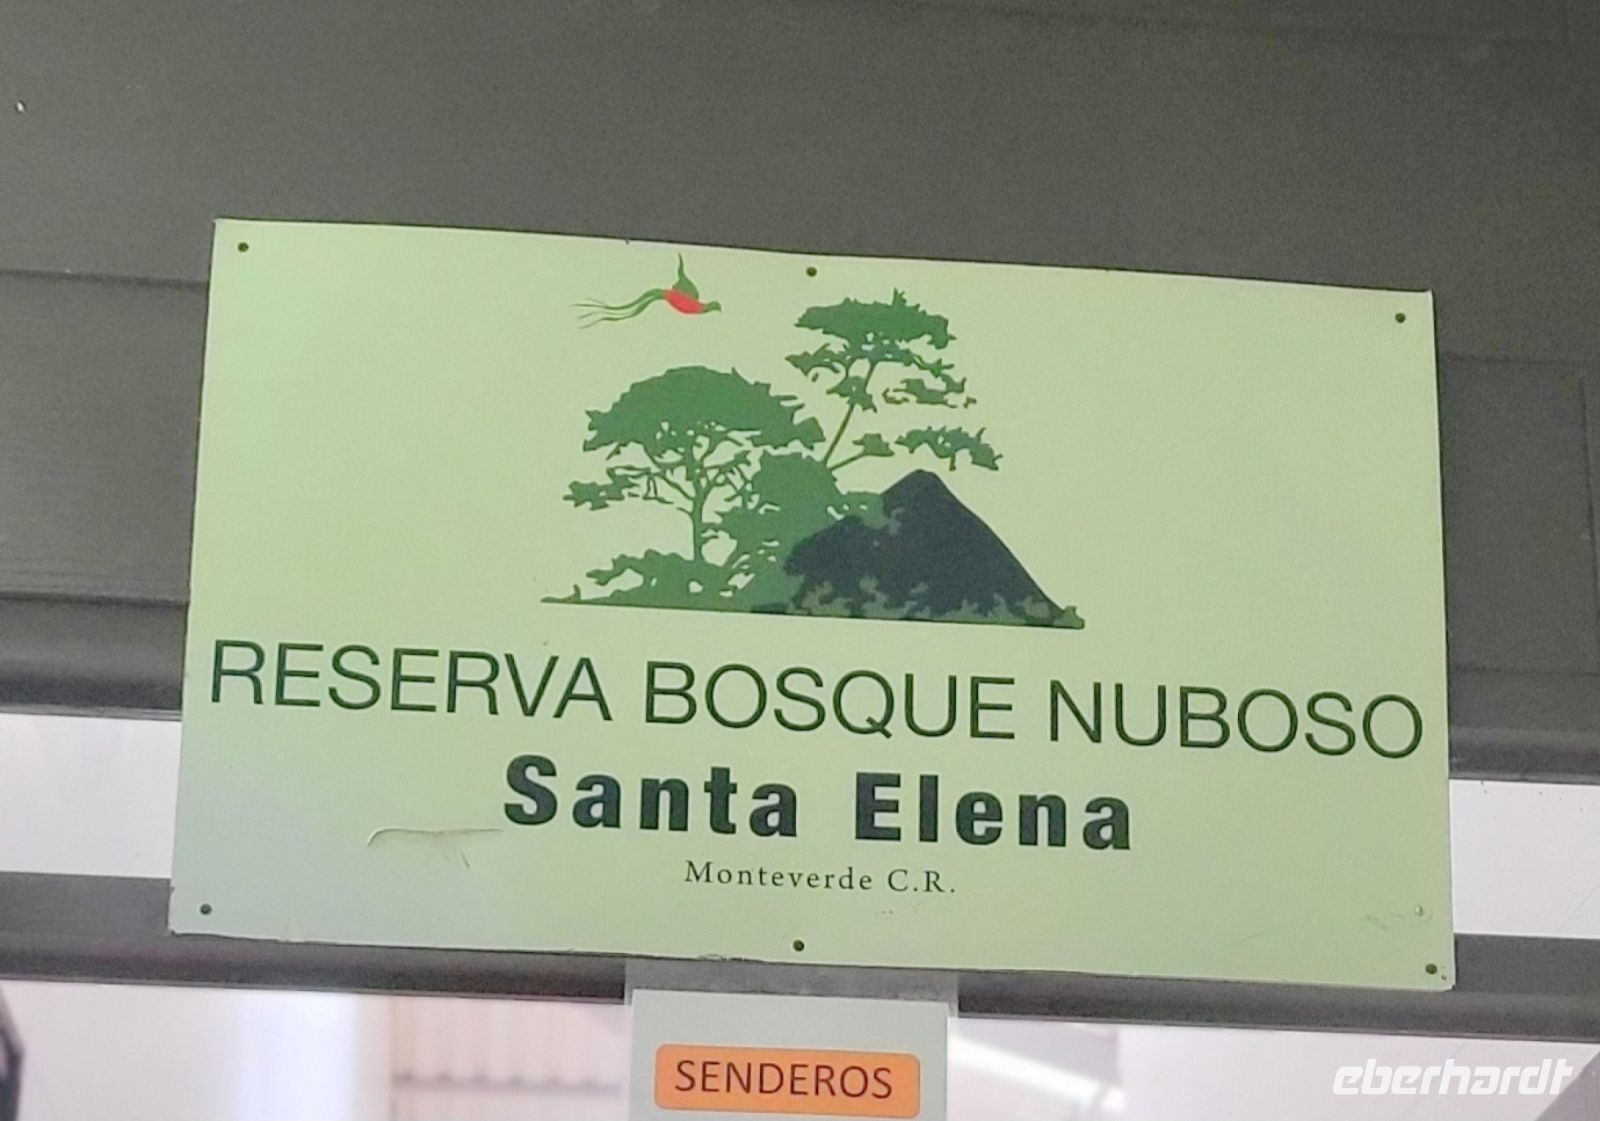 RESERVA BOSQUE NUBOSO
Santa Elena
Monteverde C.R.
SENDEROS
eberhardt